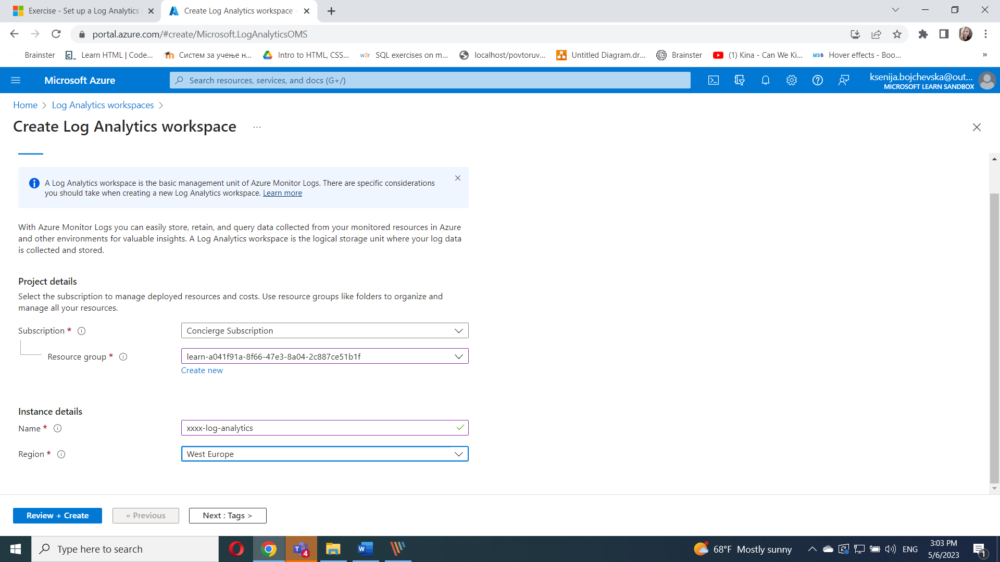 Exercise - Set up a Log Analytics
Create Log Analytics workspace -
portal.azure.com/#create/Microsoft.LogAnalyticsOMS
Brainster
Learn HTML | Code...
Систем за учење н...
Intro to HTML, CSS...
w3r SQL exercises on m...
localhost/povtoruv...
Untitled Diagram.dr...
Brainster
(1) Kina - Can We Ki...
MDB Hover effects - Boo...
»
Microsoft Azure
Search resources, services, and docs (G+/)
ksenija.bojchevska@out...
MICROSOFT LEARN SANDBOX
Home > Log Analytics workspaces >
Create Log Analytics workspace ...
A Log Analytics workspace is the basic management unit of Azure Monitor Logs. There are specific considerations
you should take when creating a new Log Analytics workspace. Learn more
With Azure Monitor Logs you can easily store, retain, and query data collected from your monitored resources in Azure
and other environments for valuable insights. A Log Analytics workspace is the logical storage unit where your log data
is collected and stored.
Project details
Select the subscription to manage deployed resources and costs. Use resource groups like folders to organize and
manage all your resources.
Subscription *
Concierge Subscription
Resource group *
learn-a041f91a-8f66-47e3-8a04-2c887ce51b1f
Create new
Instance details
Name *
xxxx-log-analytics
Region *
West Europe
Review + Create
« Previous
Next : Tags >
Type here to search
4
68°F Mostly sunny
ENG
3:03 PM
5/6/2023
1